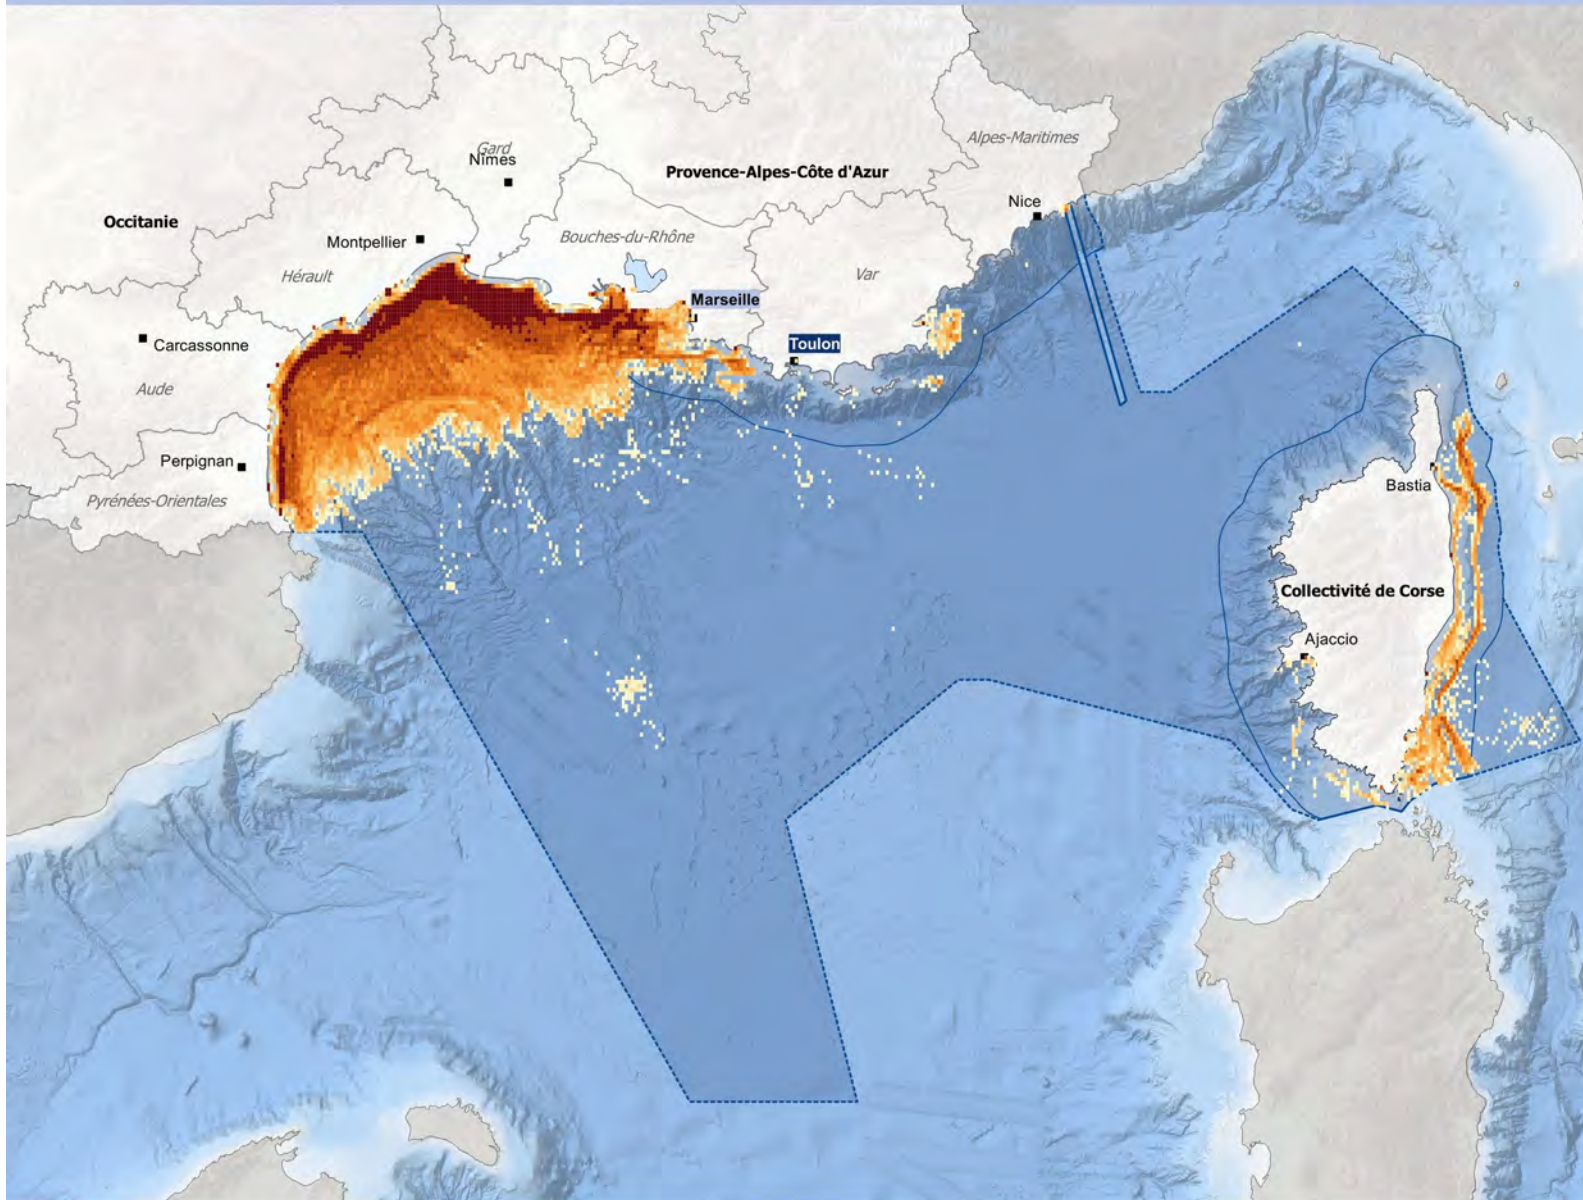 Alpes-Maritimes
Gard
Nîmes
Provence-Alpes-Côte d'Azur
Nice
Occitanie
Montpellier
Bouches-du-Rhône
Hérault
Var
Marseille
Carcassonne
Toulon
Aude
Perpignan
Bastia
Pyrénées-Orientales
Collectivité de Corse
Ajaccio